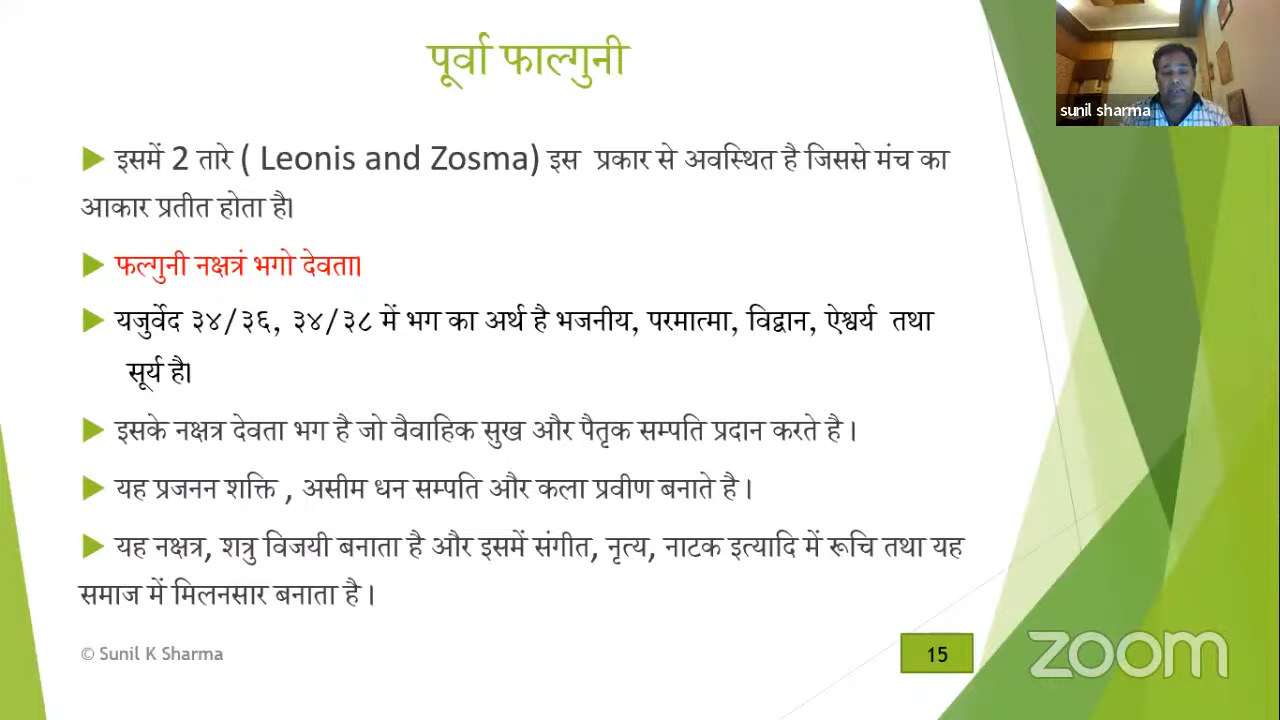 पूर्वा फाल्गुनी
sunil sharma
इसमें 2 तारे ( Leonis and Zosma) इस प्रकार से अवस्थित है जिससे मंच का
आकार प्रतीत होता है।
फल्गुनी नक्षत्रं भगो देवता।
यजुर्वेद ३४/३६, ३४/३८ में भग का अर्थ है भजनीय, परमात्मा, विद्वान, ऐश्वर्य तथा
सूर्य है।
इसके नक्षत्र देवता भग है जो वैवाहिक सुख और पैतृक सम्पति प्रदान करते है ।
यह प्रजनन शक्ति , असीम धन सम्पति और कला प्रवीण बनाते है ।
यह नक्षत्र, शत्रु विजयी बनाता है और इसमें संगीत, नृत्य, नाटक इत्यादि में रूचि तथा यह
समाज में मिलनसार बनाता है ।
© Sunil K Sharma
15
zoom